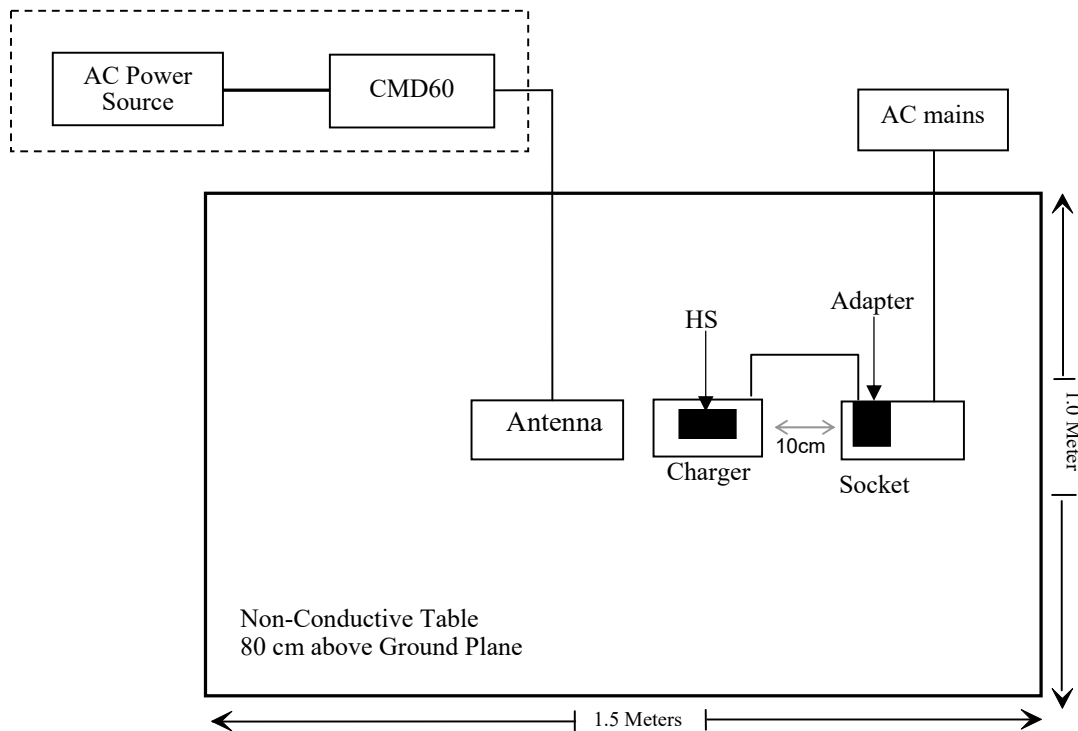 AC Power
Source
CMD60
AC mains
Adapter
HS
Antenna
10cm
Charger
Socket
1.0 Meter
Non-Conductive Table
80 cm above Ground Plane
1.5 Meters